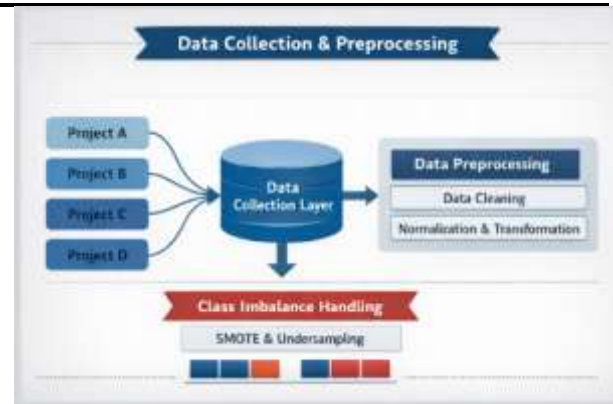 Data Collection & Preprocessing
Project A
Project B
Project C
Project D
Data
Collection Layer
Data Preprocessing
Data Cleaning
Normalization & Transformation
Class Imbalance Handling
SMOTE & Undersampling